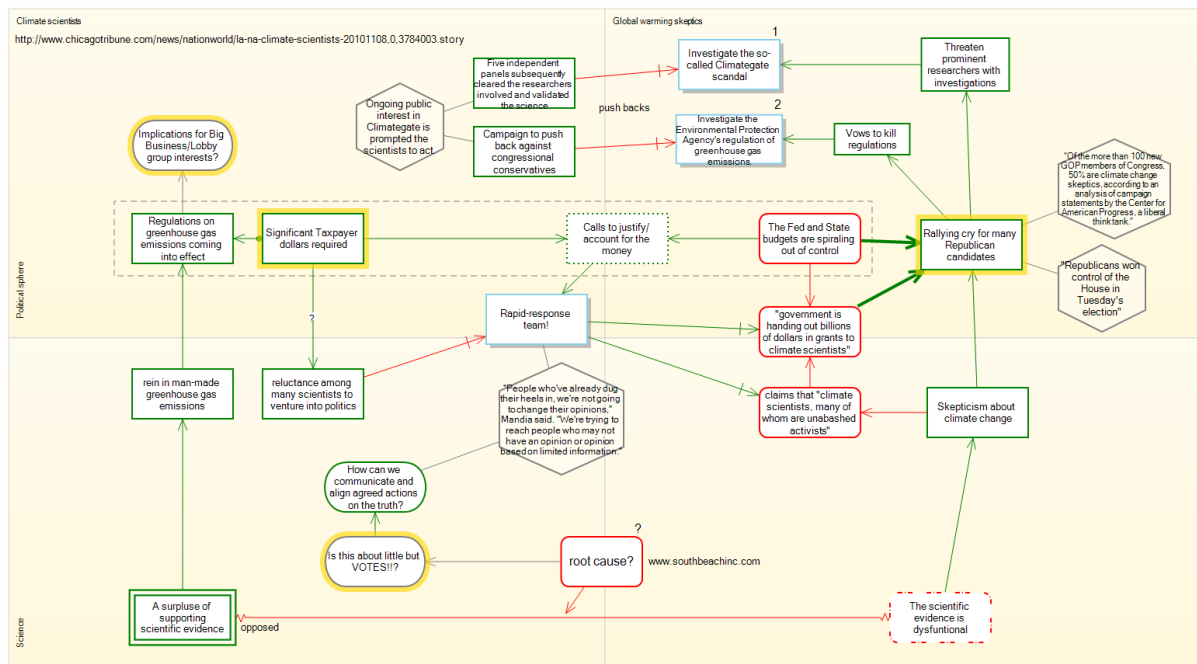 Climate scientists
Global warming skeptics
http://www.chicagotribune.com/news/nationworld/la-na-climate-scientists-20101108,0,3784003.story
1
Investigate the so-
called Climategate
scandal
Threaten
prominent
researchers with
investigations
Five independent
panels subsequently
cleared the researchers
involved and validated
the science.
push backs
Ongoing public
interest in
Climategate is
prompted the
scientists to act
2
Investigate the
Environmental Protection
Agency's regulation of
greenhouse gas
emissions.
Campaign to push
back against
congressional
conservatives
Vows to kill
regulations
Implications for Big
Business/Lobby
group interests?
"Of the more than 100 new
GOP members of Congress,
50% are climate change
skeptics, according to an
analysis of campaign
statements by the Center for
American Progress, a liberal
think tank."
Regulations on
greenhouse gas
emissions coming
into effect
Significant Taxpayer
dollars required
Calls to justify/
account for the
money
The Fed and State
budgets are spiraling
out of control
Rallying cry for many
Republican
candidates
"Republicans won
control of the
House in
Tuesday's
election"
Political sphere
?
Rapid-response
team!
"government is
handing out billions
of dollars in grants to
climate scientists"
rein in man-made
greenhouse gas
emissions
reluctance among
many scientists to
venture into politics
"People who've already dug
their heels in, we're not
going to change their opinions,"
Mandia said. "We're trying to
reach people who may not
have an opinion or opinion
based on limited information."
claims that "climate
scientists, many of
whom are unabashed
activists"
Skepticism about
climate change
How can we
communicate and
align agreed actions
on the truth?
?
Is this about little but
VOTES!!?
root cause?
www.southbeachinc.com
A surpluse of
supporting
scientific evidence
opposed
The scientific
evidence is
dysfuntional
Science